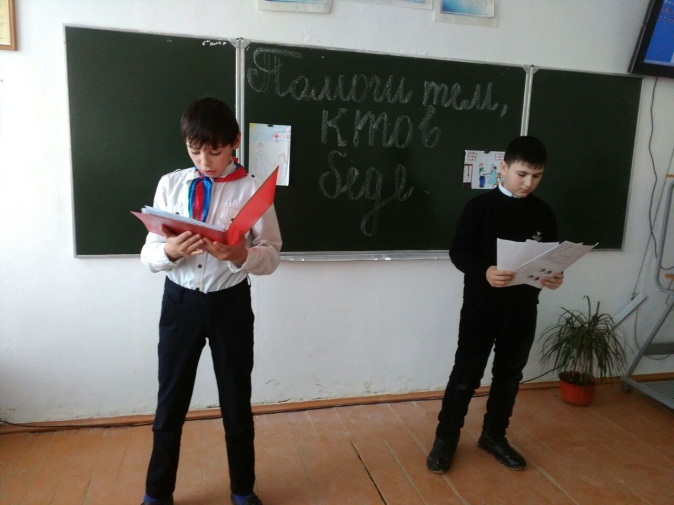 Помоги тем,
кто в
беде